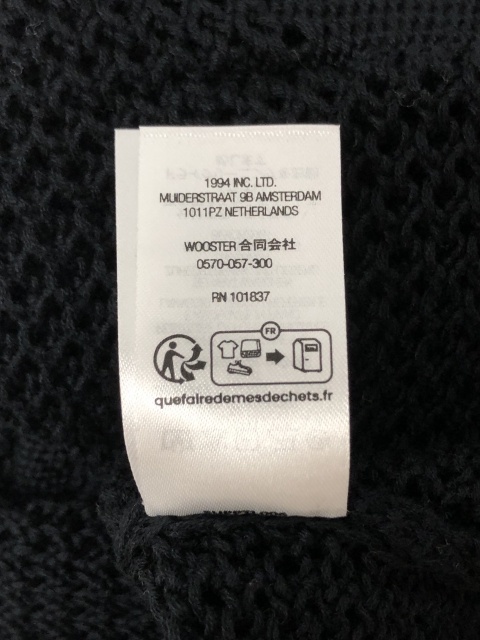 1994 INC. LTD.
MUIDERSTRAAT 9B AMSTERDAM
1011PZ NETHERLANDS
WOOSTER 合同会社
0570-057-300
RN 101837
FR
quefairedemesdechets.fr